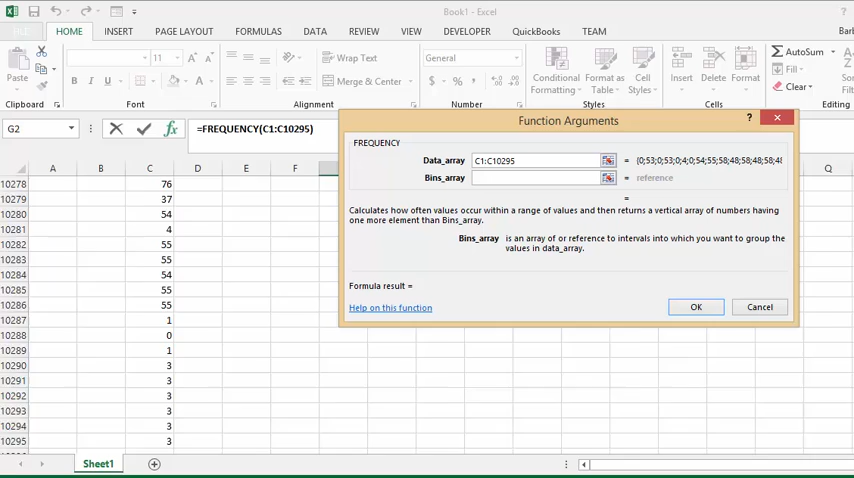 Book1 - Excel
?
HOME INSERT PAGE LAYOUT FORMULAS DATA REVIEW VIEW DEVELOPER QuickBooks TEAM Barb
11 General AutoSum
Paste B I U Wrap Text Merge & Center $ % Conditional Formatting Format as Table Cell Styles Insert Delete Format Fill Clear
Clipboard Font Alignment Number Styles Cells Editing
G2 fx =FREQUENCY(C1:C10295)
A B C D E F Q
10278 76
10279 37
10280 54
10281 4
10282 55
10283 55
10284 54
10285 55
10286 55
10287 1
10288 0
10289 1
10290 3
10291 3
10292 3
10293 3
10294 3
10295 3
Function Arguments ?
FREQUENCY
Data_array C1:C10295 = {0;53;0;53;0;4;0;54;55;58;48;58;48;58;48
Bins_array = reference
=
Calculates how often values occur within a range of values and then returns a vertical array of numbers having
one more element than Bins_array.
Bins_array is an array of or reference to intervals into which you want to group the
values in data_array.
Formula result =
Help on this function OK Cancel
Sheet1